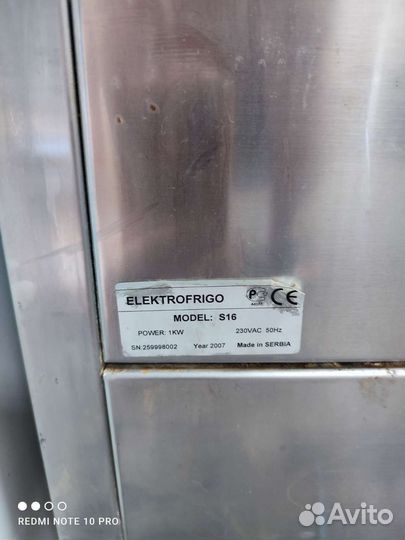 ELEKTROFRIGO
MODEL: S16
POWER: 1KW 230VAC 50Hz
SN:259998002 Year 2007 Made in SERBIA
REDMI NOTE 10 PRO
Avito